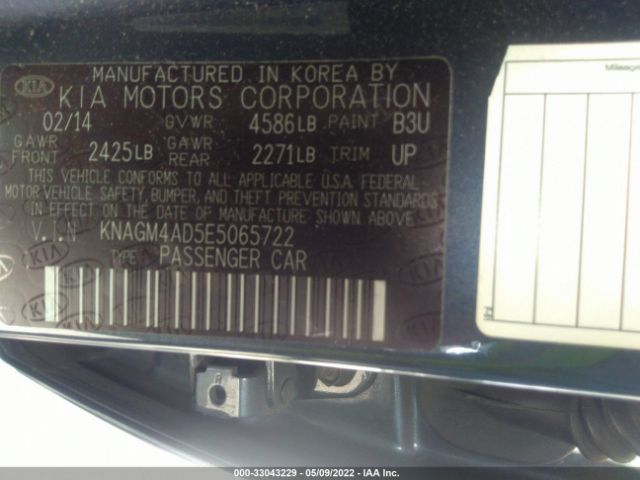 KIA
MANUFACTURED IN KOREA BY
KIA MOTORS CORPORATION
02/14 GVWR 4586LB PAINT B3U
GAWR FRONT 2425LB GAWR REAR 2271LB TRIM UP
THIS VEHICLE CONFORMS TO ALL APPLICABLE U.S.A. FEDERAL
MOTOR VEHICLE SAFETY, BUMPER, AND THEFT PREVENTION STANDARDS
IN EFFECT ON THE DATE OF MANUFACTURE SHOWN ABOVE.
V.I.N KNAGM4AD5E5065722
TYPE PASSENGER CAR
000-33043229 - 05/09/2022 - IAA Inc.